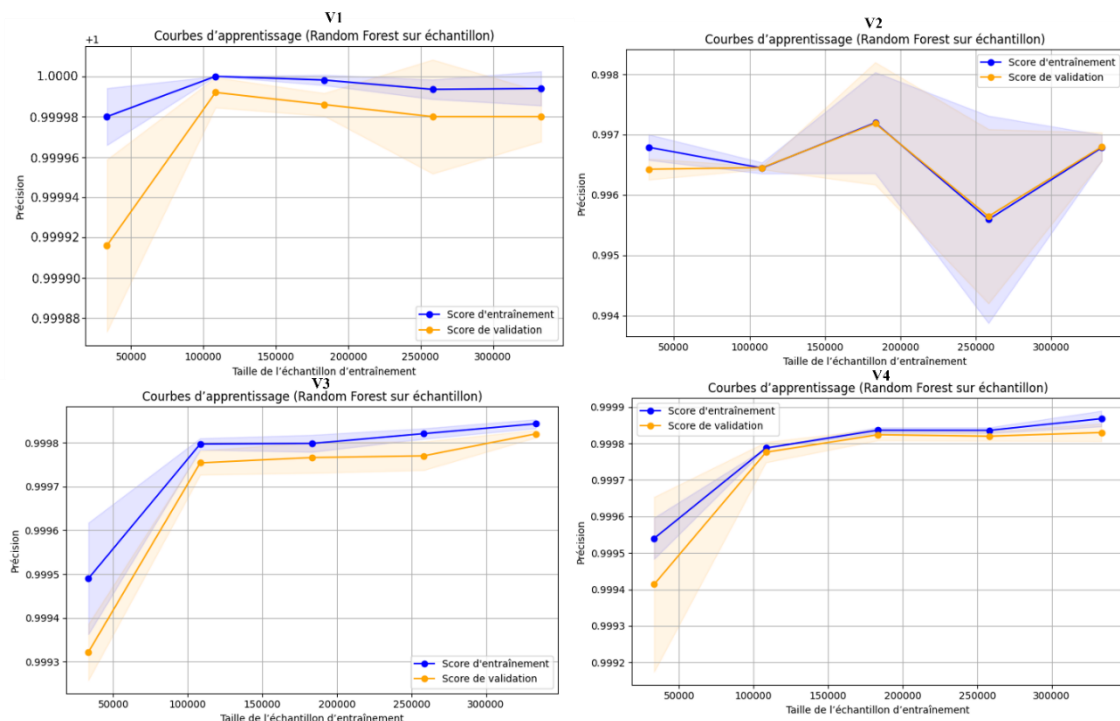 V1
Courbes d'apprentissage (Random Forest sur échantillon)
+1
1.0000
0.99998
0.99996
0.99994
0.99992
0.99990
0.99988
Précision
Score d'entraînement
Score de validation
50000 100000 150000 200000 250000 300000
Taille de l'échantillon d'entraînement
V2
Courbes d'apprentissage (Random Forest sur échantillon)
0.998
0.997
0.996
0.995
0.994
Précision
Score d'entraînement
Score de validation
50000 100000 150000 200000 250000 300000
Taille de l'échantillon d'entraînement
V3
Courbes d'apprentissage (Random Forest sur échantillon)
0.9998
0.9997
0.9996
0.9995
0.9994
0.9993
Précision
Score d'entraînement
Score de validation
50000 100000 150000 200000 250000 300000
Taille de l'échantillon d'entraînement
V4
Courbes d'apprentissage (Random Forest sur échantillon)
0.9999
0.9998
0.9997
0.9996
0.9995
0.9994
0.9993
0.9992
Précision
Score d'entraînement
Score de validation
50000 100000 150000 200000 250000 300000
Taille de l'échantillon d'entraînement